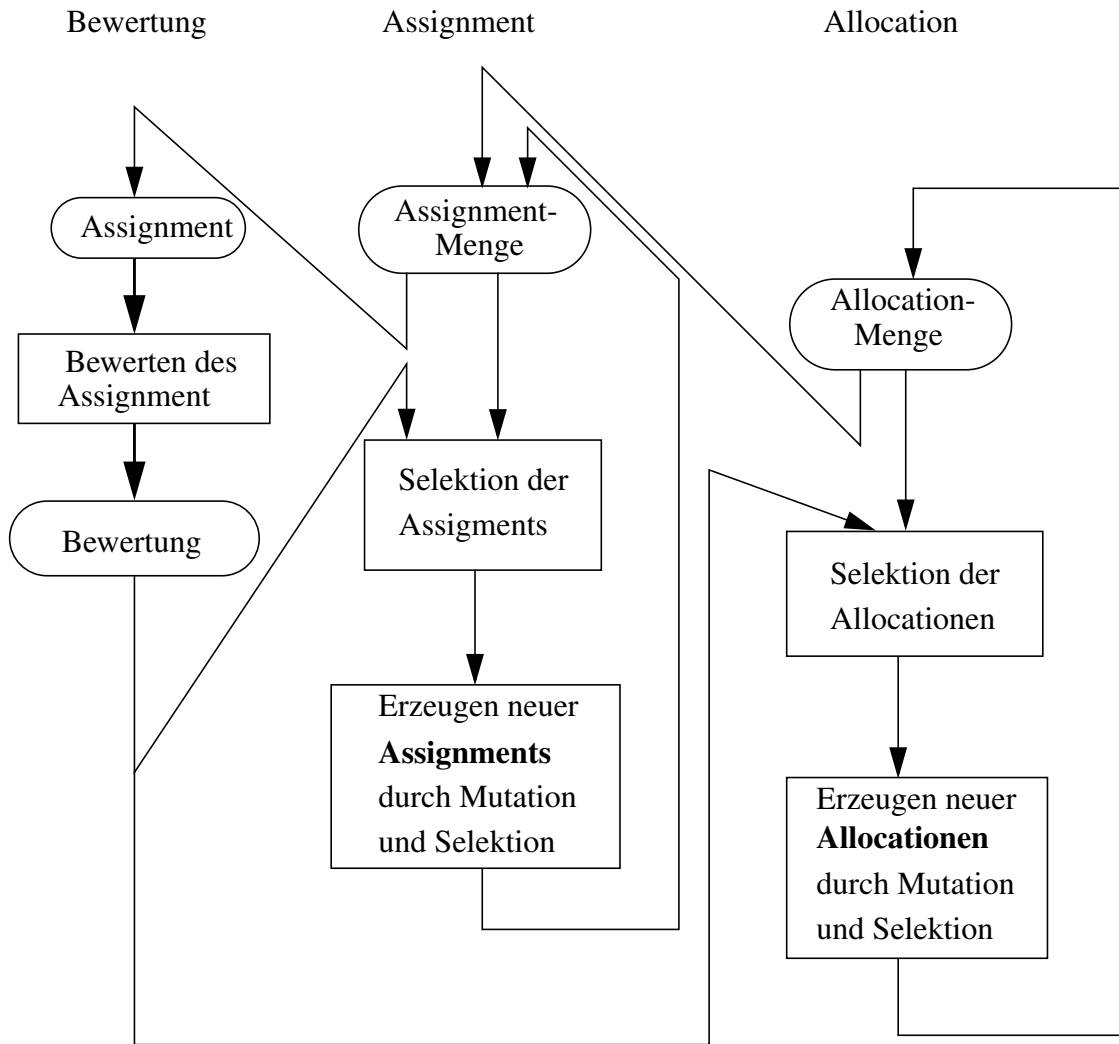 Bewertung
Assignment
Allocation
Assignment
Bewerten des
Assignment
Bewertung
Assignment-
Menge
Selektion der
Assigments
Erzeugen neuer
Assignments
durch Mutation
und Selektion
Allocation-
Menge
Selektion der
Allocationen
Erzeugen neuer
Allocationen
durch Mutation
und Selektion